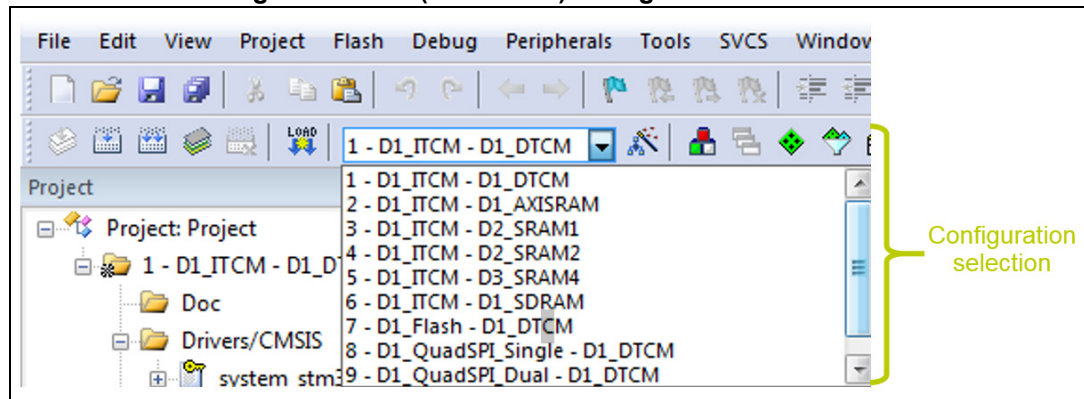 File Edit View Project Flash Debug Peripherals Tools SVCS Window
LOAD
1 - D1_ITCM - D1_DTCM
Project
1 - D1_ITCM - D1_DTCM
2 - D1_ITCM - D1_AXISRAM
3 - D1_ITCM - D2_SRAM1
4 - D1_ITCM - D2_SRAM2
5 - D1_ITCM - D3_SRAM4
6 - D1_ITCM - D1_SDRAM
7 - D1_Flash - D1_DTCM
8 - D1_QuadSPI_Single - D1_DTCM
9 - D1_QuadSPI_Dual - D1_DTCM
Project: Project
1 - D1_ITCM - D1_D
Doc
Drivers/CMSIS
system_stm3
Configuration
selection